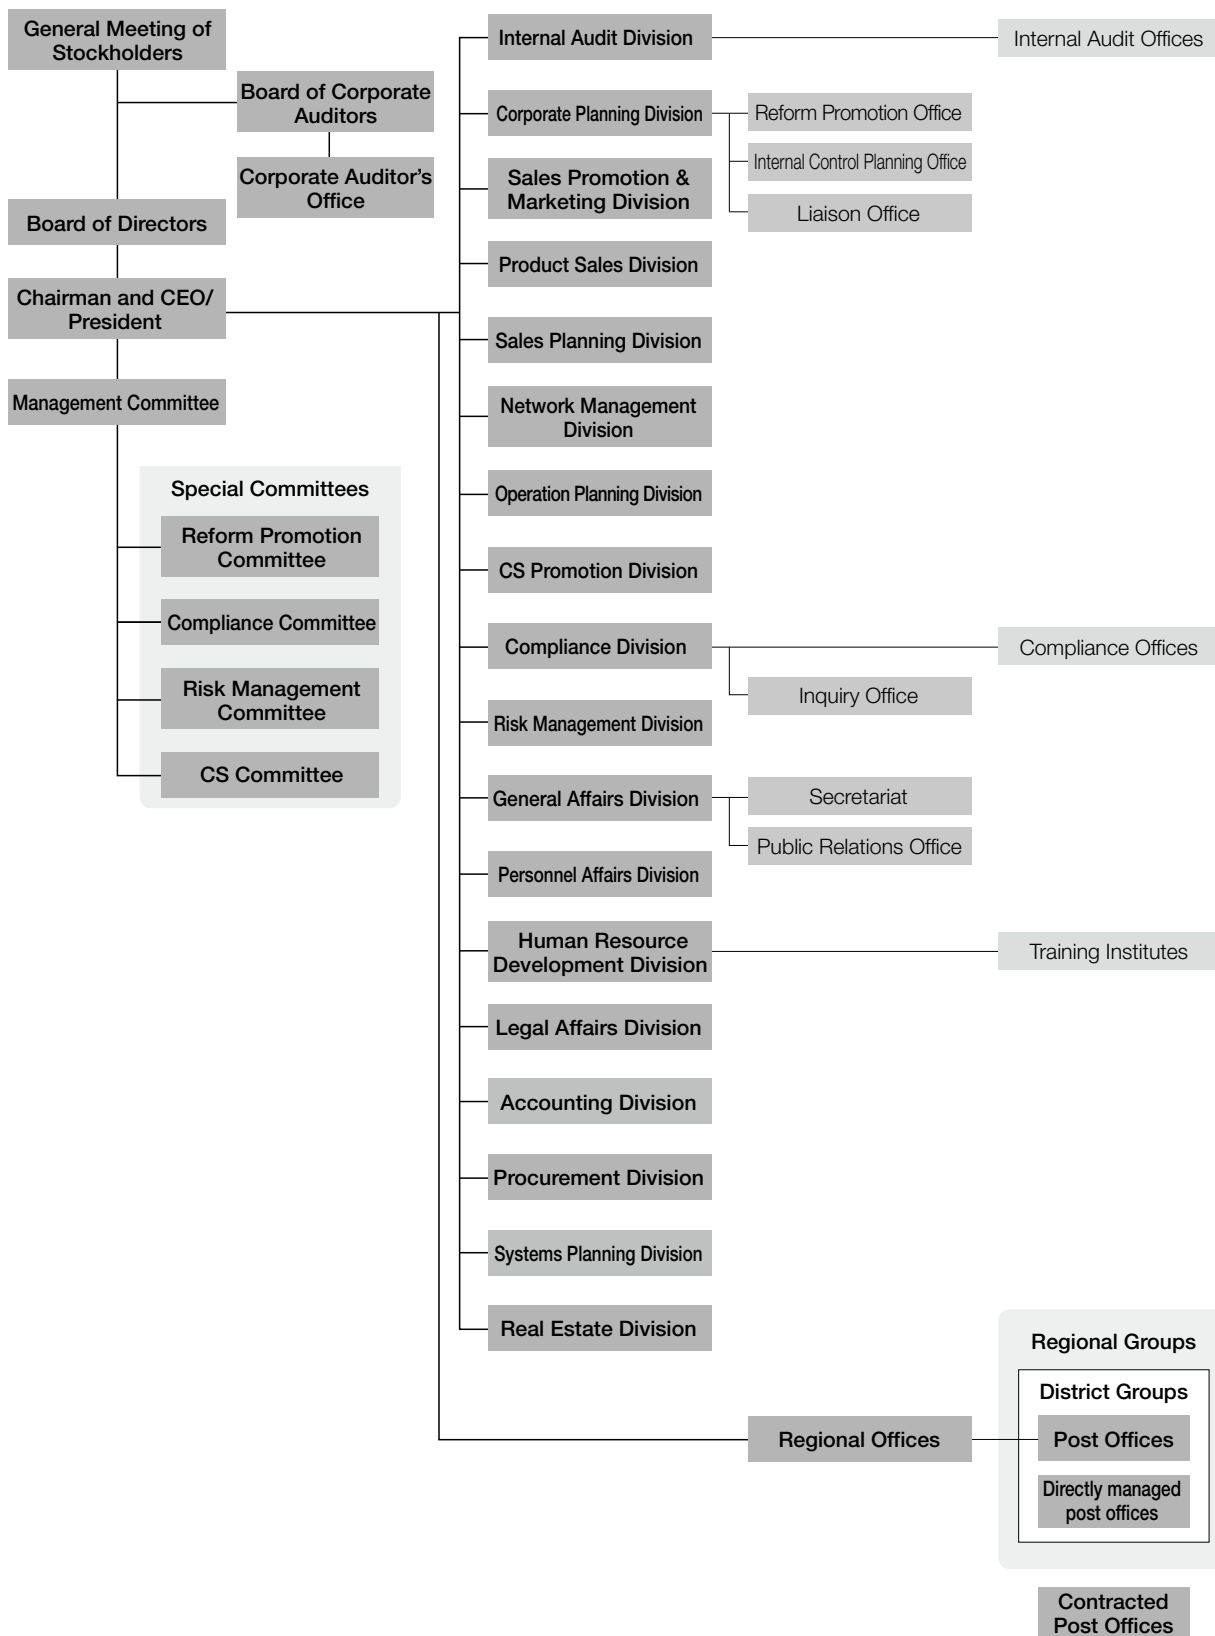 General Meeting of
Stockholders
Board of Corporate
Auditors
Corporate Auditor's
Office
Board of Directors
Chairman and CEO/
President
Management Committee
Special Committees
Reform Promotion
Committee
Compliance Committee
Risk Management
Committee
CS Committee
Internal Audit Division
Internal Audit Offices
Corporate Planning Division
Reform Promotion Office
Internal Control Planning Office
Liaison Office
Sales Promotion &
Marketing Division
Product Sales Division
Sales Planning Division
Network Management
Division
Operation Planning Division
CS Promotion Division
Compliance Division
Compliance Offices
Inquiry Office
Risk Management Division
General Affairs Division
Secretariat
Public Relations Office
Personnel Affairs Division
Human Resource
Development Division
Training Institutes
Legal Affairs Division
Accounting Division
Procurement Division
Systems Planning Division
Real Estate Division
Regional Offices
Regional Groups
District Groups
Post Offices
Directly managed
post offices
Contracted
Post Offices